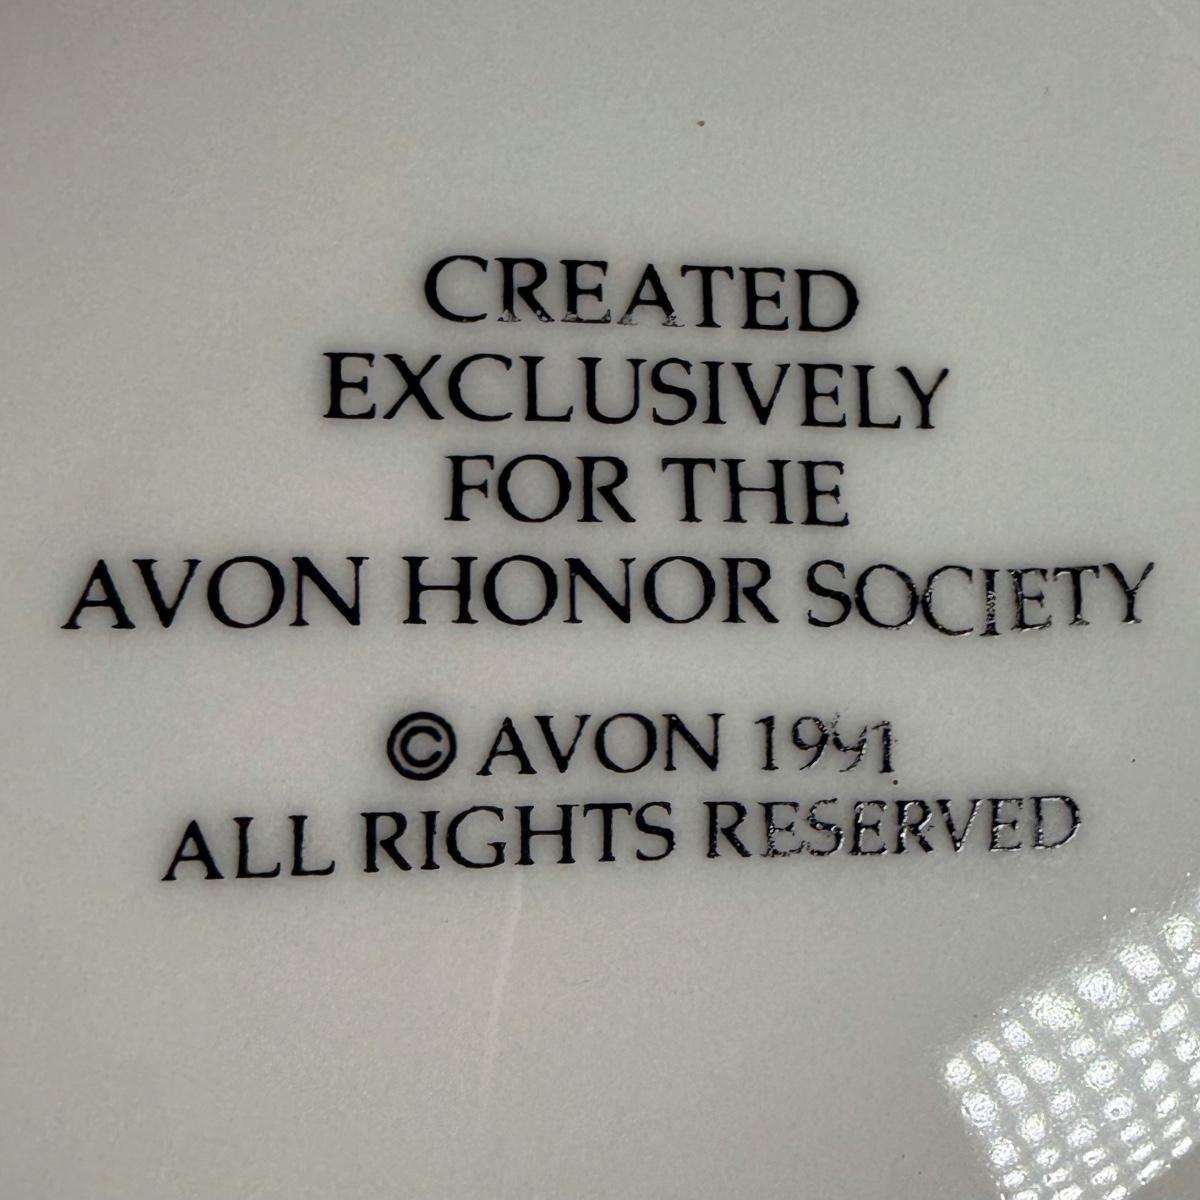 CREATED
EXCLUSIVELY
FOR THE
AVON HONOR SOCIETY
© AVON 1991
ALL RIGHTS RESERVED